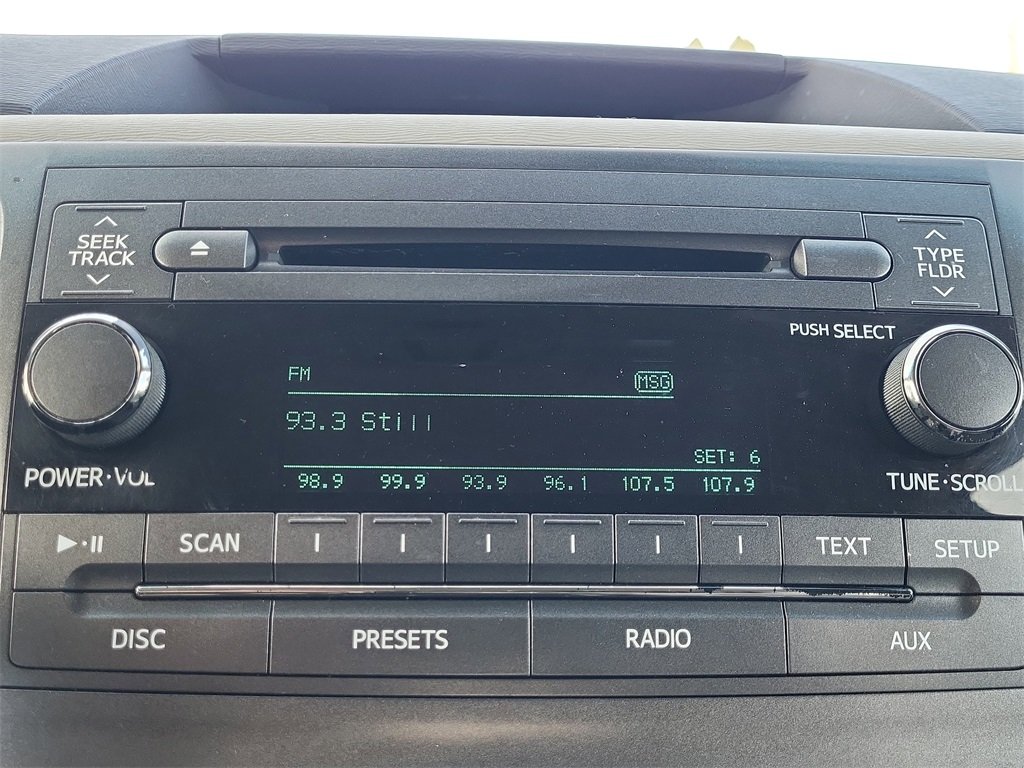 SEEK
TRACK
TYPE
FLDR
PUSH SELECT
FM
MSG
93.3 Still
SET: 6
98.9 99.9 93.9 96.1 107.5 107.9
POWER·VOL
TUNE·SCROLL
SCAN
TEXT
SETUP
DISC
PRESETS
RADIO
AUX